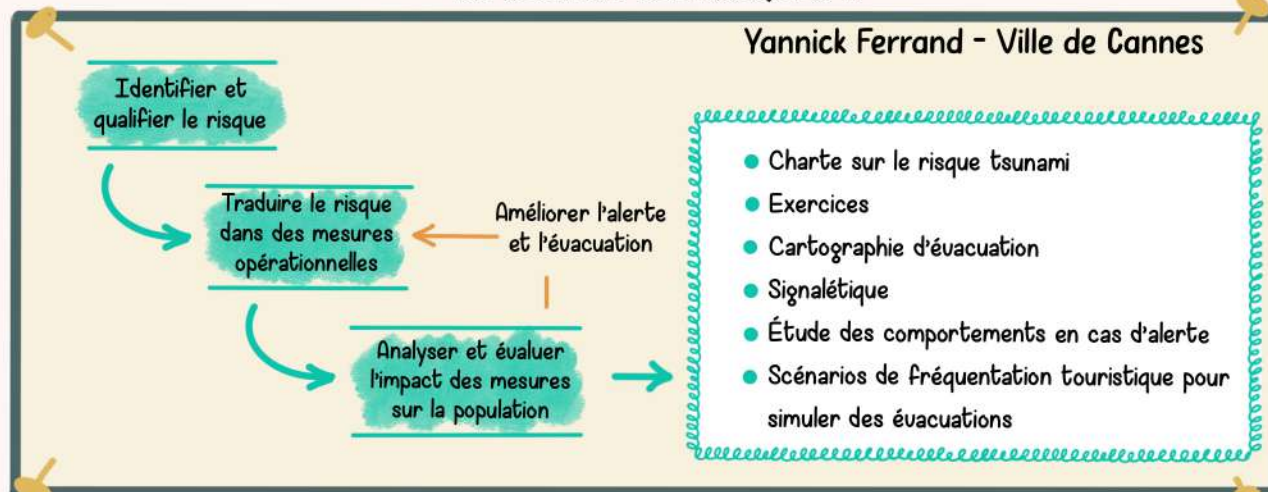 Yannick Ferrand - Ville de Cannes
Identifier et
qualifier le risque
Traduire le risque
dans des mesures
opérationnelles
Améliorer l'alerte
et l'évacuation
Analyser et évaluer
l'impact des mesures
sur la population
• Charte sur le risque tsunami
• Exercices
• Cartographie d'évacuation
• Signalétique
• Étude des comportements en cas d'alerte
• Scénarios de fréquentation touristique pour
simuler des évacuations